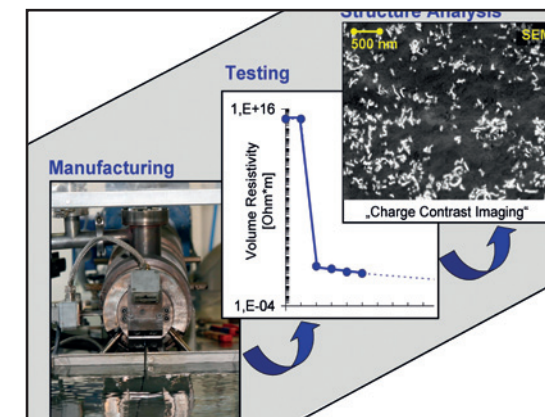 Structure Analysis
500 nm
SEM
Testing
1,E+16
Volume Resistivity
[Ohm*m]
1,E-04
„Charge Contrast Imaging“
Manufacturing